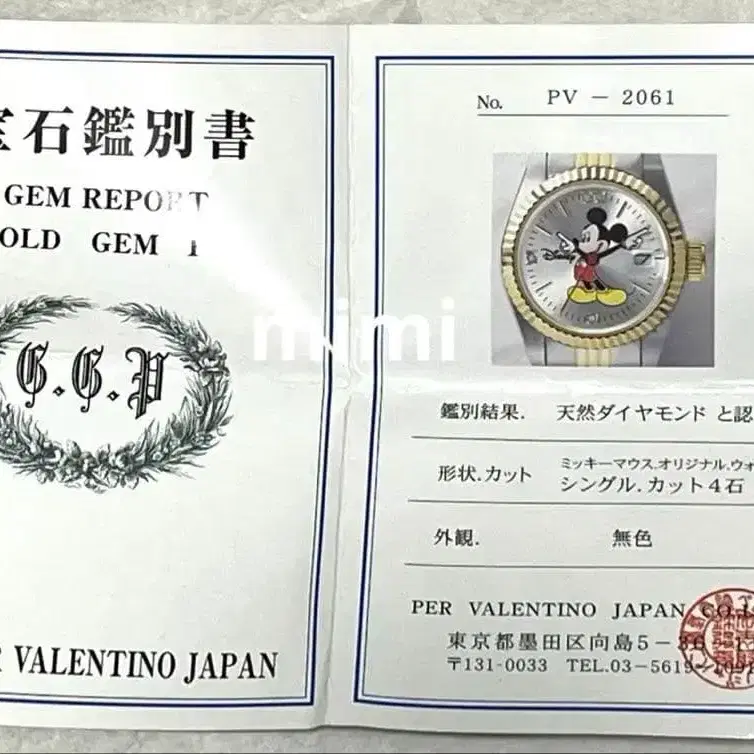 宝石鑑別書
GEM REPORT
OLD GEM
G.G.P
VALENTINO JAPAN
mimi
No. PV - 2061
鑑別結果. 天然ダイヤモンド と認
形状.カット ミッキーマウス.オリジナル.ウォ
シングル.カット4石
外観. 無色
PER VALENTINO JAPAN CO.
東京都墨田区向島5-30
〒131-0033 TEL.03-5619-